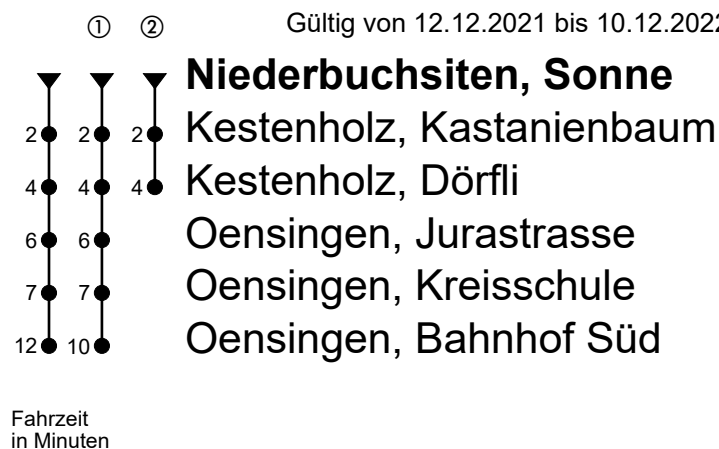 ① ② Gültig von 12.12.2021 bis 10.12.2022
Niederbuchsiten, Sonne
2 2 2 Kestenholz, Kastanienbaum
4 4 4 Kestenholz, Dörfli
6 6 Oensingen, Jurastrasse
7 7 Oensingen, Kreisschule
12 10 Oensingen, Bahnhof Süd
Fahrzeit
in Minuten